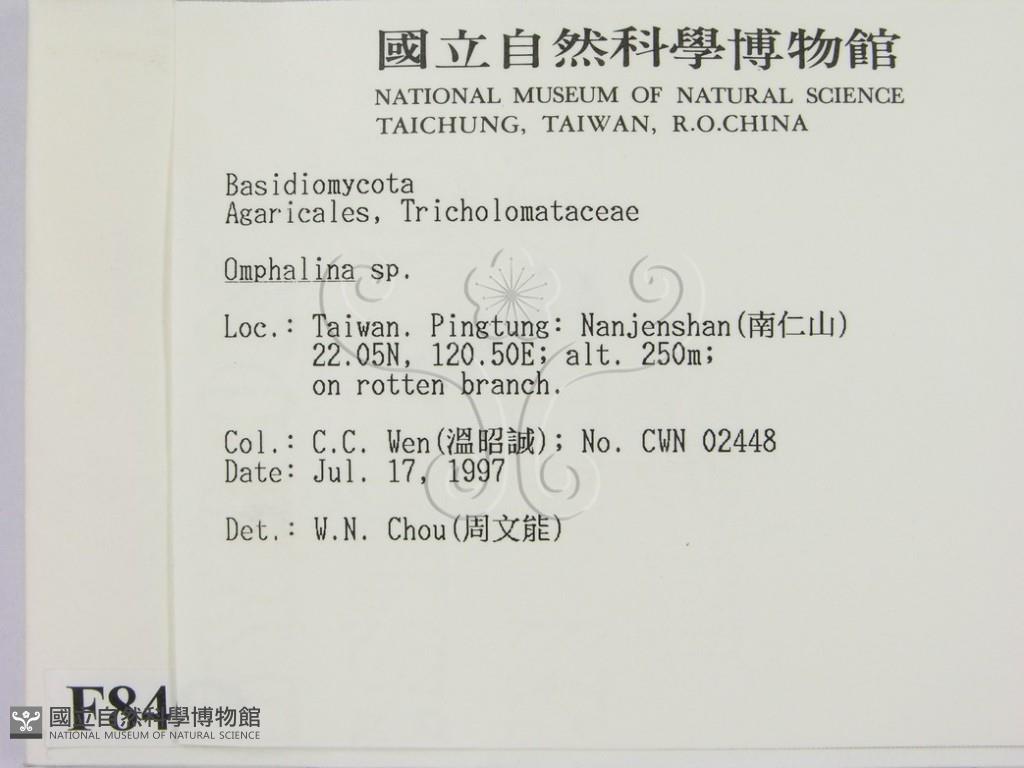 國立自然科學博物館
NATIONAL MUSEUM OF NATURAL SCIENCE
TAICHUNG, TAIWAN, R.O.CHINA
Basidiomycota
Agaricales, Tricholomataceae
Omphalina sp.
Loc.: Taiwan. Pingtung: Nanjenshan(南仁山)
22.05N, 120.50E; alt. 250m;
on rotten branch.
Col.: C.C. Wen(溫昭誠); No. CWN 02448
Date: Jul. 17, 1997
Det.: W.N. Chou(周文能)
F84
國立自然科學博物館
NATIONAL MUSEUM OF NATURAL SCIENCE